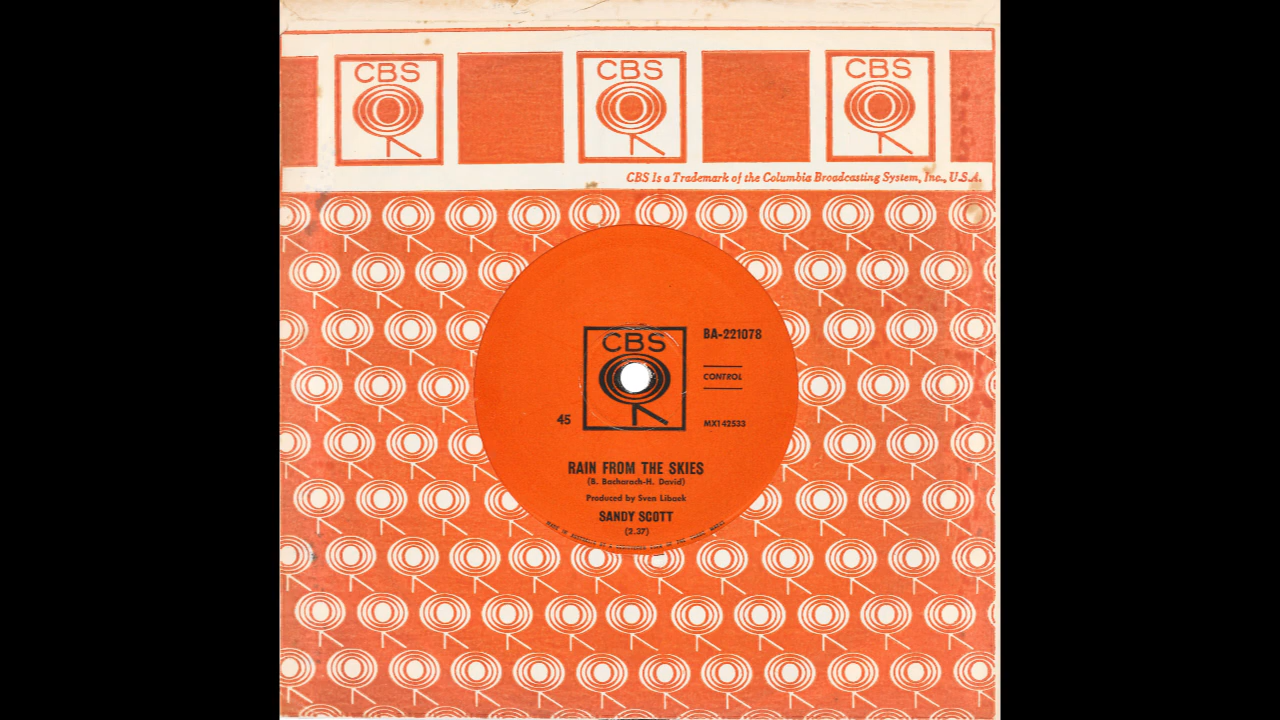 CBS CBS CBS
CBS Is a Trademark of the Columbia Broadcasting System, Inc., U.S.A.
BA-221078
CBS
CONTROL
45
MX142533
RAIN FROM THE SKIES
(B. Bacharach-H. David)
Produced by Sven Libaek
SANDY SCOTT
(2.37)